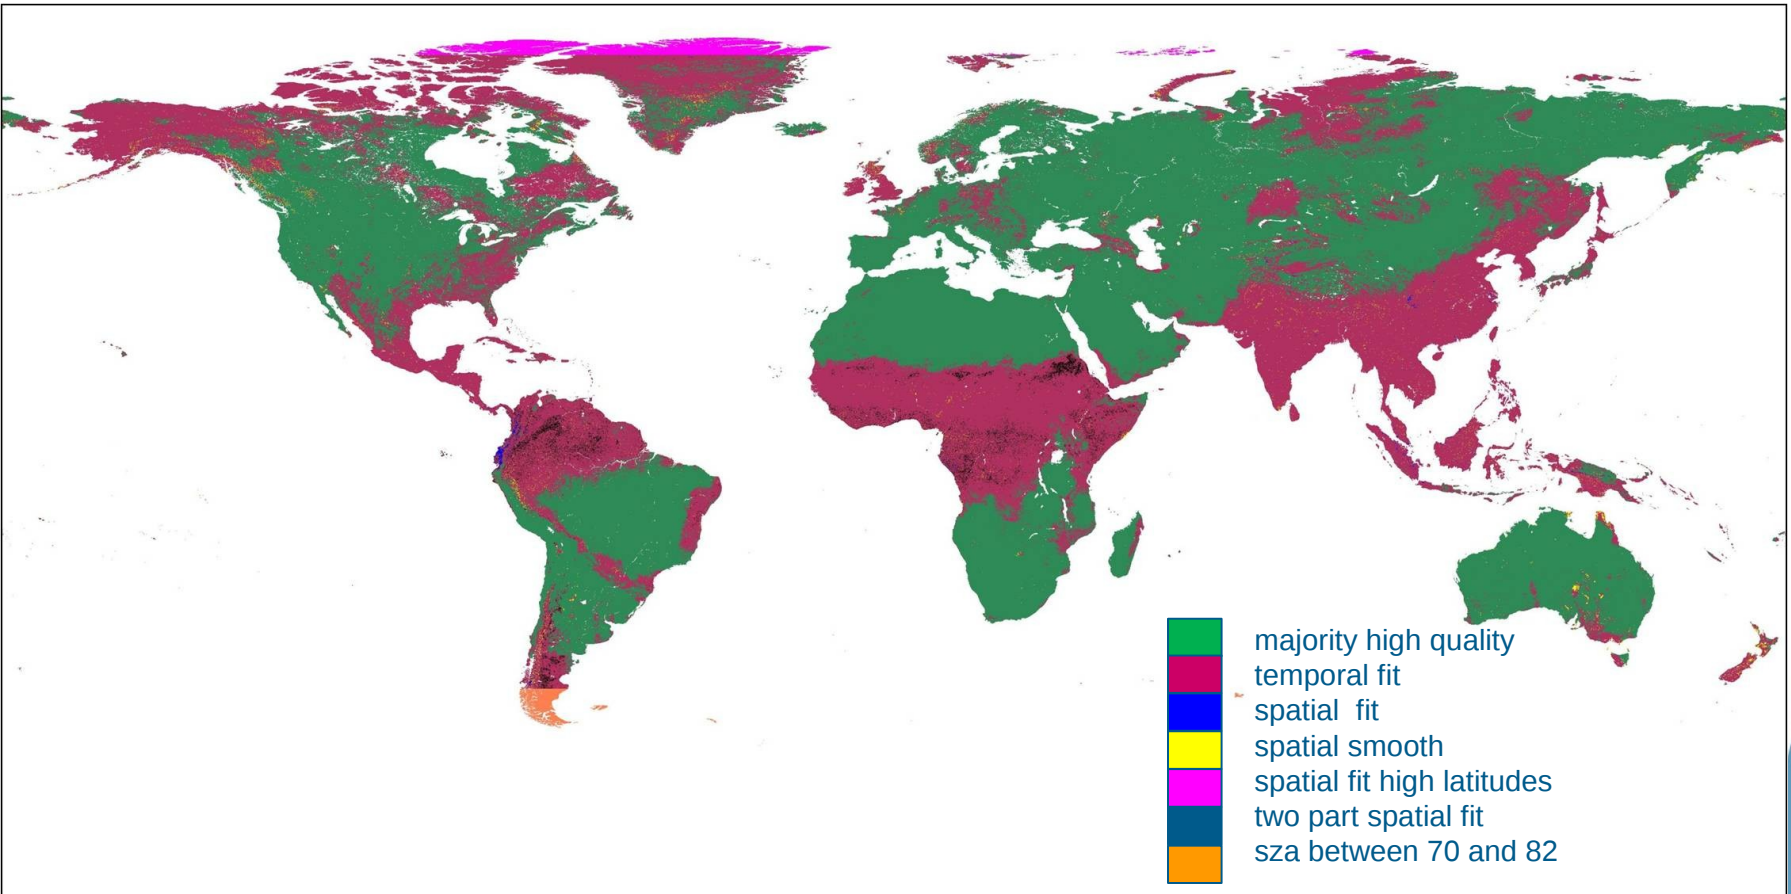 majority high quality
temporal fit
spatial  fit
spatial smooth
spatial fit high latitudes
two part spatial fit
sza between 70 and 82